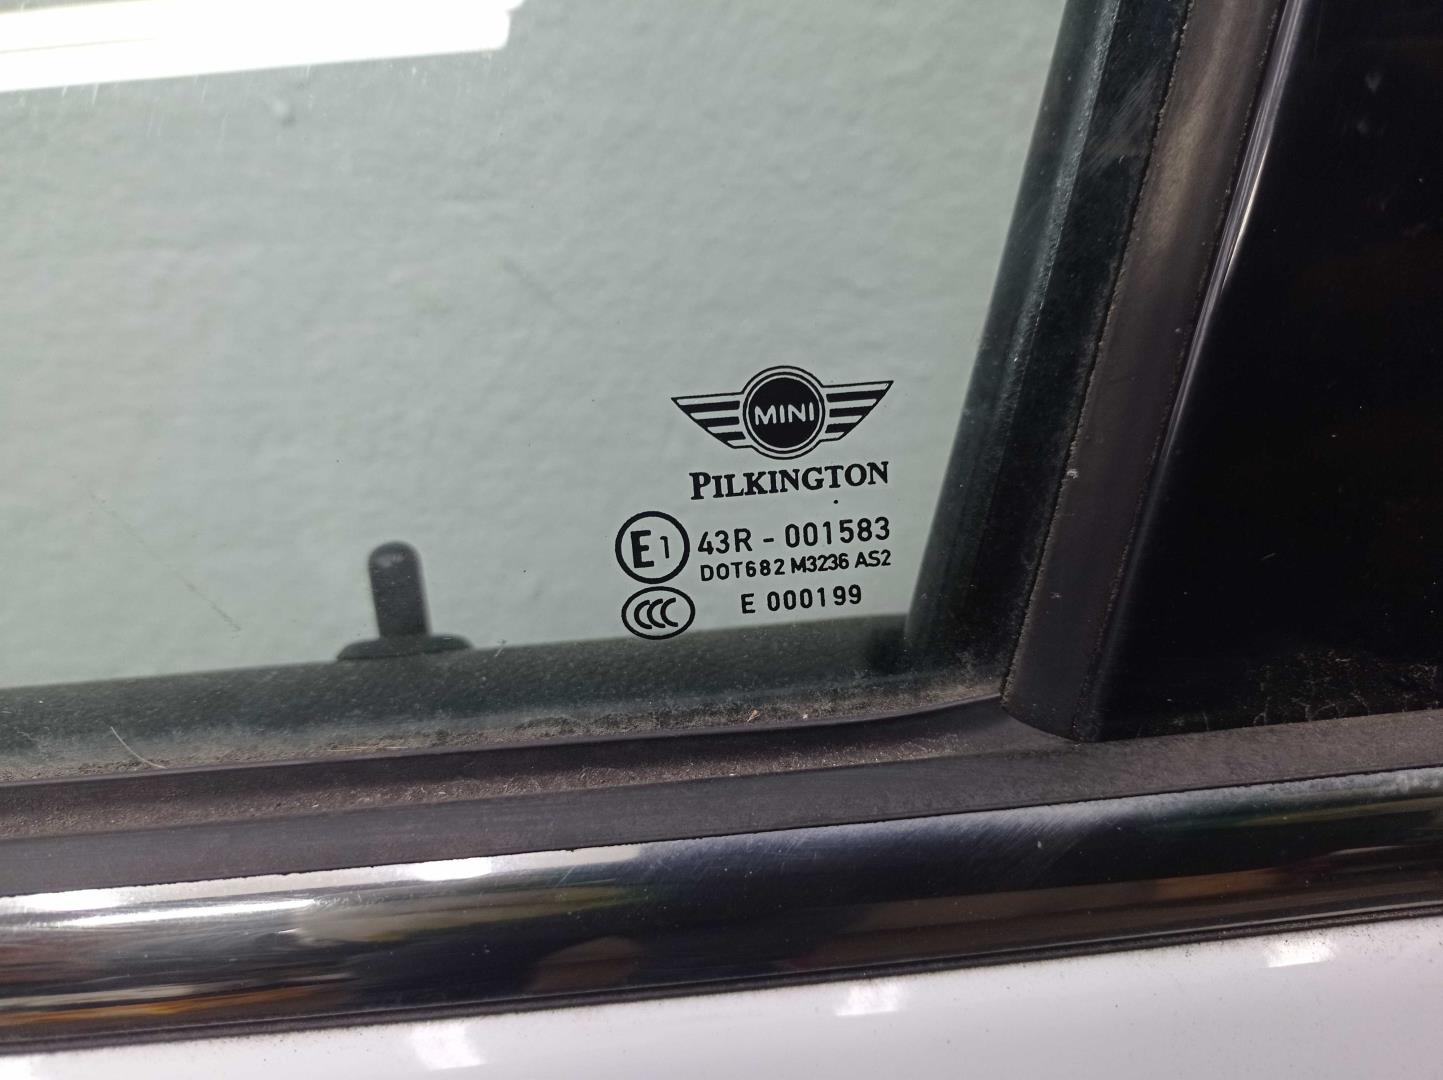 MINI
PILKINGTON
E1 43R - 001583
DOT682 M3236 AS2
CCC E 000199